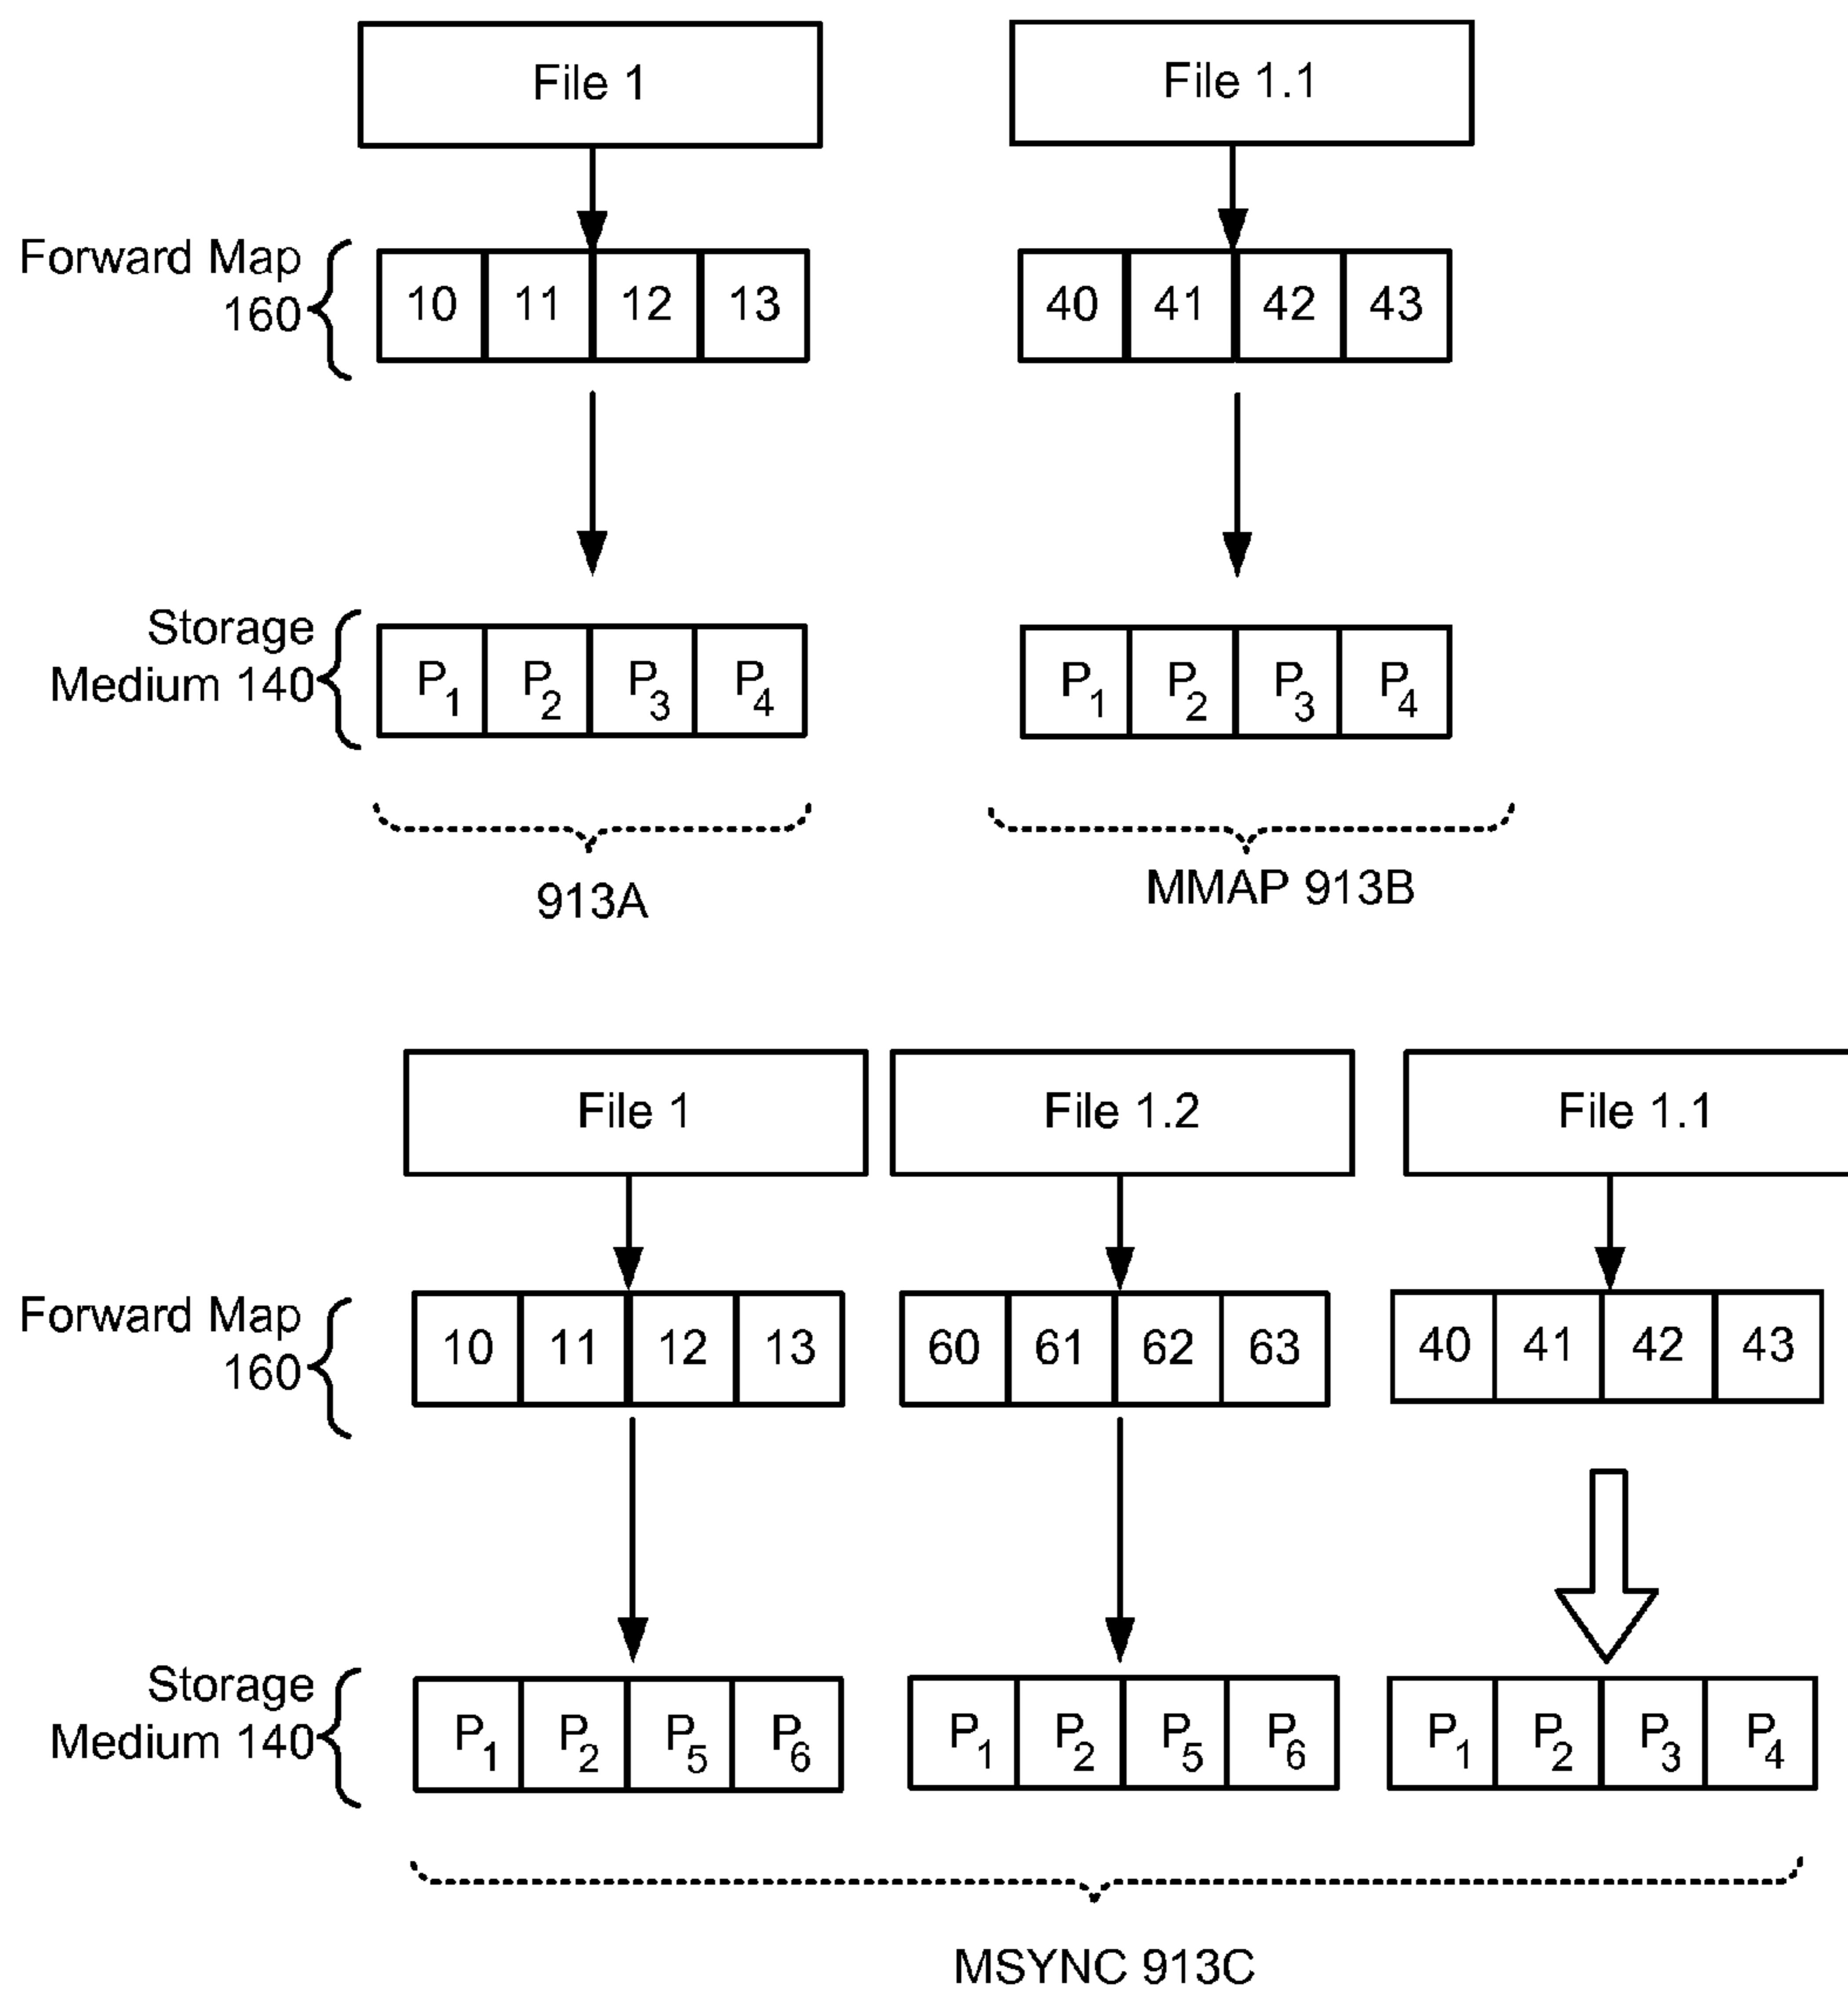 File 1
File 1.1
Forward Map
160
10 11 12 13
40 41 42 43
Storage
Medium 140
P1 P2 P3 P4
P1 P2 P3 P4
913A
MMAP 913B
File 1
File 1.2
File 1.1
Forward Map
160
10 11 12 13
60 61 62 63
40 41 42 43
Storage
Medium 140
P1 P2 P5 P6
P1 P2 P5 P6
P1 P2 P3 P4
MSYNC 913C